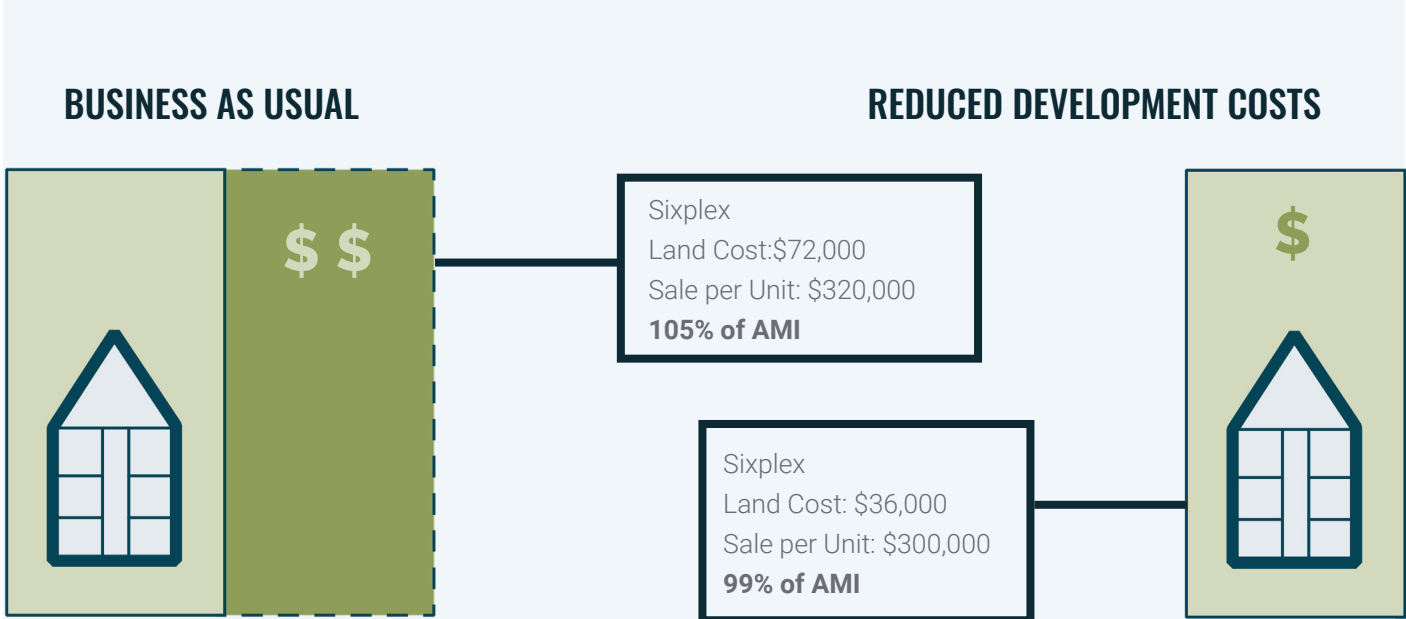 BUSINESS AS USUAL
REDUCED DEVELOPMENT COSTS
$ $
Sixplex
Land Cost:$72,000
Sale per Unit: $320,000
105% of AMI
$
Sixplex
Land Cost: $36,000
Sale per Unit: $300,000
99% of AMI